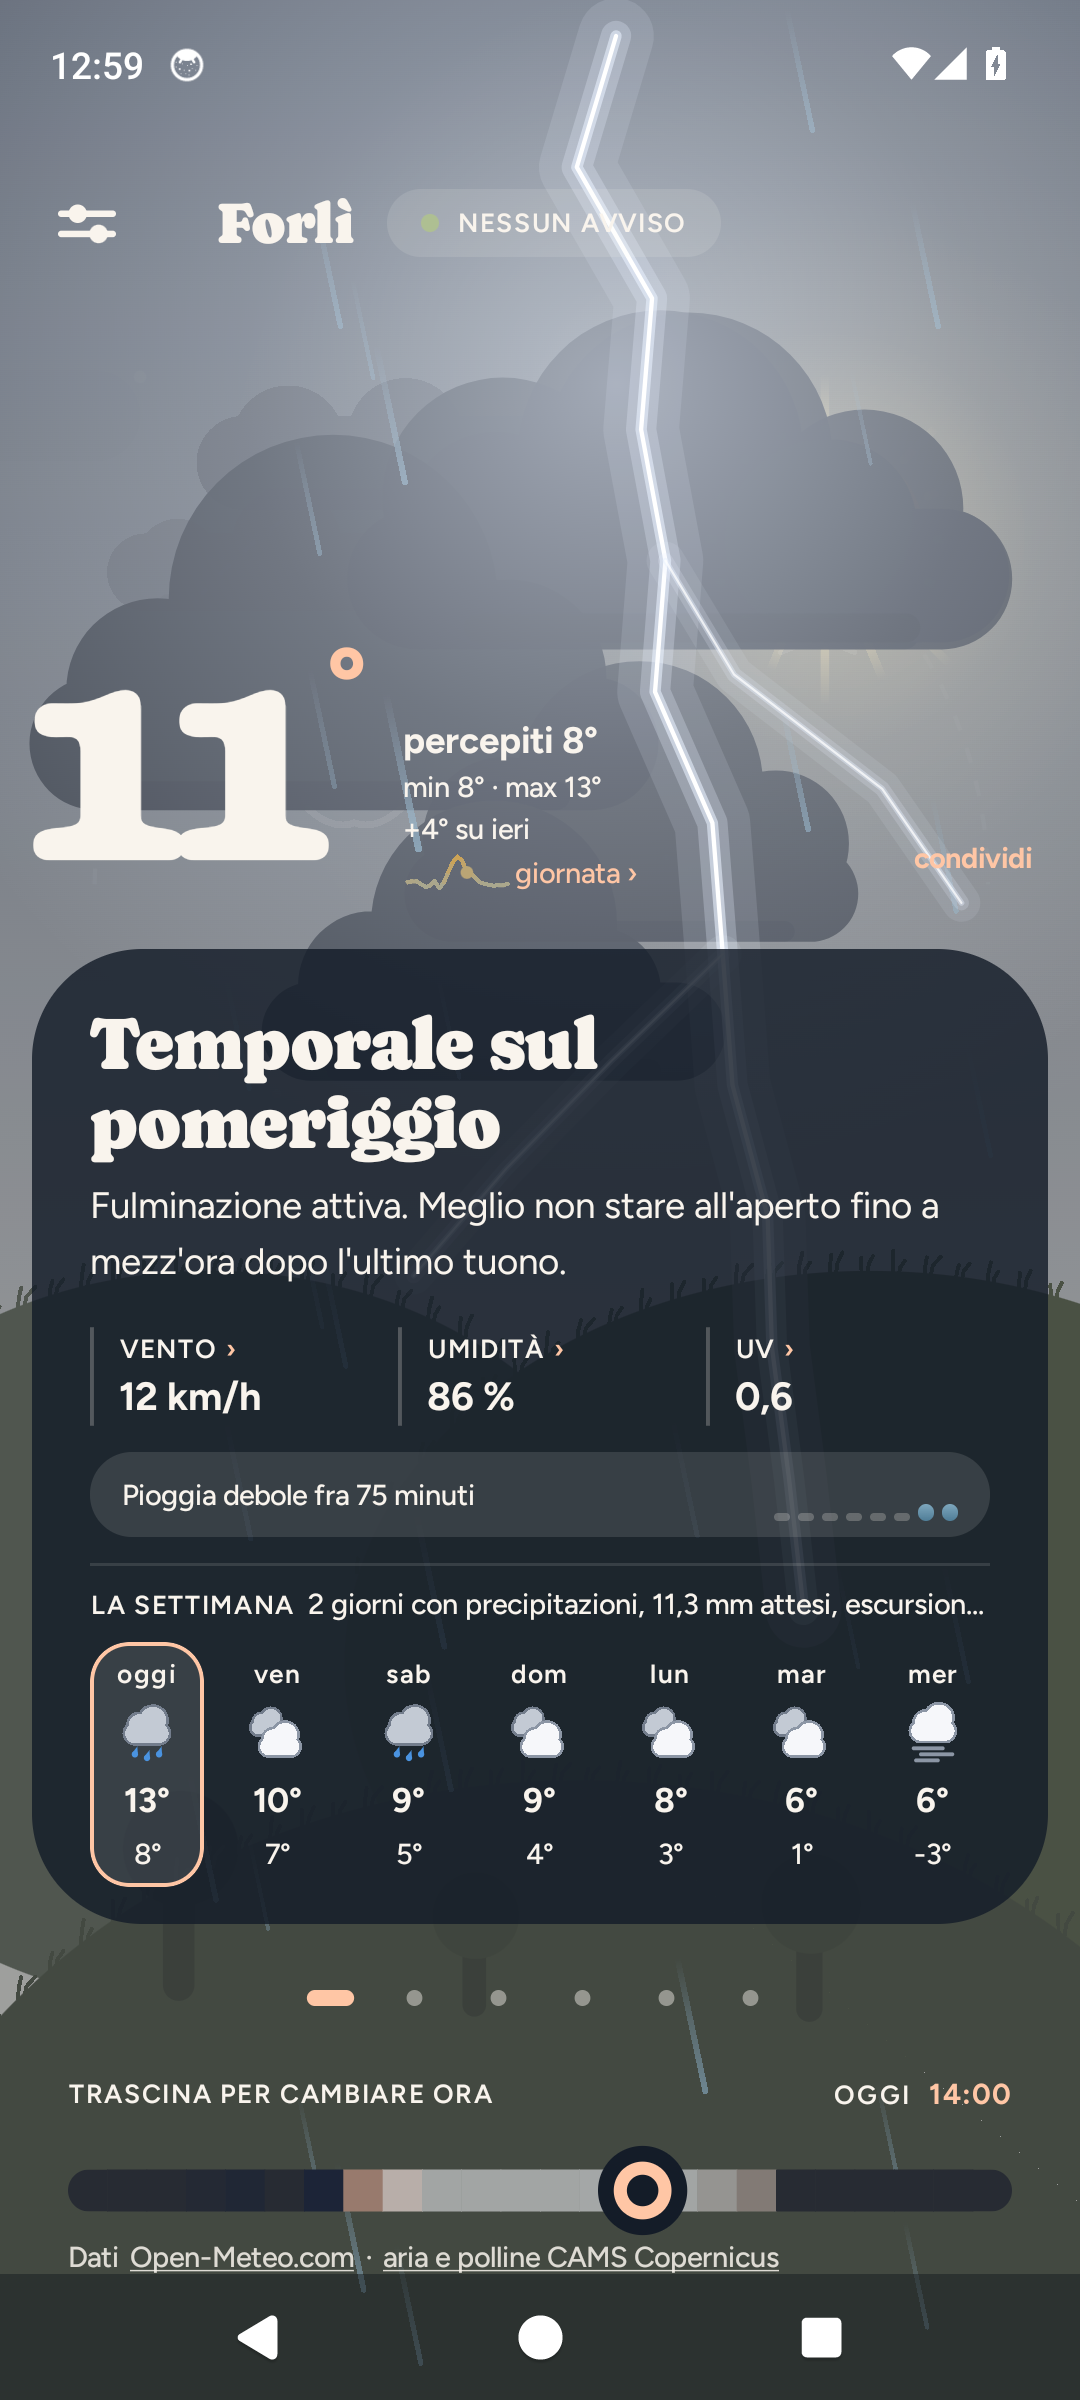 12:59
Forlì
NESSUN AVVISO
11°
percepiti 8°
min 8° · max 13°
+4° su ieri
giornata ›
condividi
Temporale sul
pomeriggio
Fulminazione attiva. Meglio non stare all'aperto fino a
mezz'ora dopo l'ultimo tuono.
VENTO › UMIDITÀ › UV ›
12 km/h 86 % 0,6
Pioggia debole fra 75 minuti
LA SETTIMANA 2 giorni con precipitazioni, 11,3 mm attesi, escursion...
oggi ven sab dom lun mar mer
13° 10° 9° 9° 8° 6° 6°
8° 7° 5° 4° 3° 1° -3°
TRASCINA PER CAMBIARE ORA OGGI 14:00
Dati Open-Meteo.com · aria e polline CAMS Copernicus